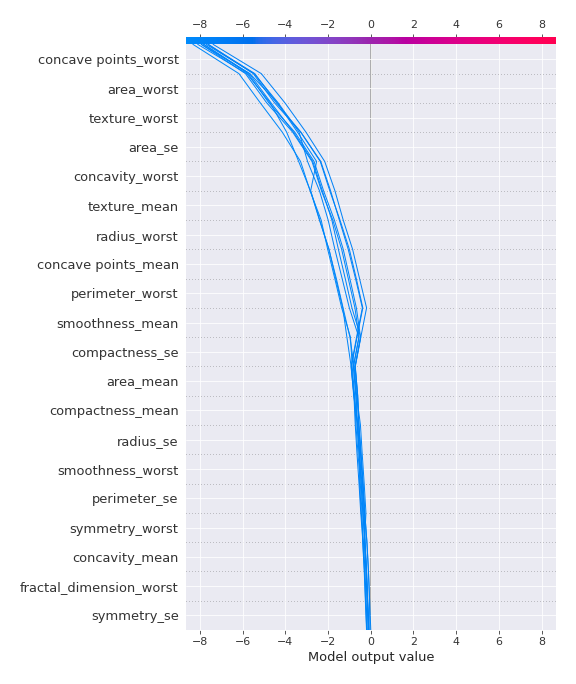 −8 −6 −4 −2 0 2 4 6 8
concave points_worst
area_worst
texture_worst
area_se
concavity_worst
texture_mean
radius_worst
concave points_mean
perimeter_worst
smoothness_mean
compactness_se
area_mean
compactness_mean
radius_se
smoothness_worst
perimeter_se
symmetry_worst
concavity_mean
fractal_dimension_worst
symmetry_se
−8 −6 −4 −2 0 2 4 6 8
Model output value